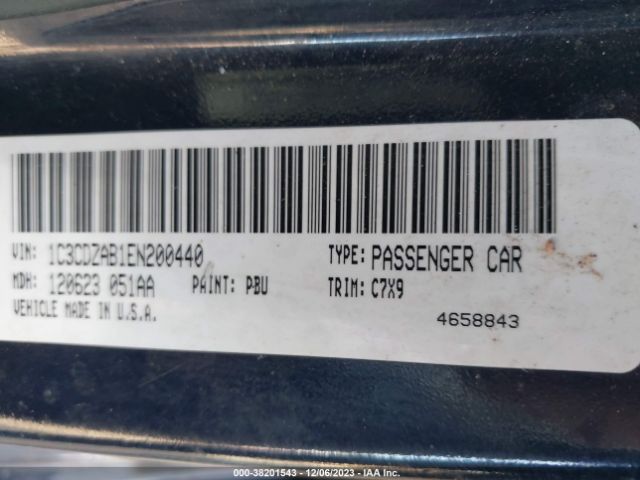 VIN: 1C3CDZAB1EN200440 TYPE: PASSENGER CAR
MDH: 120623 051AA PAINT: PBU TRIM: C7X9
VEHICLE MADE IN U.S.A. 4658843
000-38201543 - 12/06/2023 - IAA Inc.